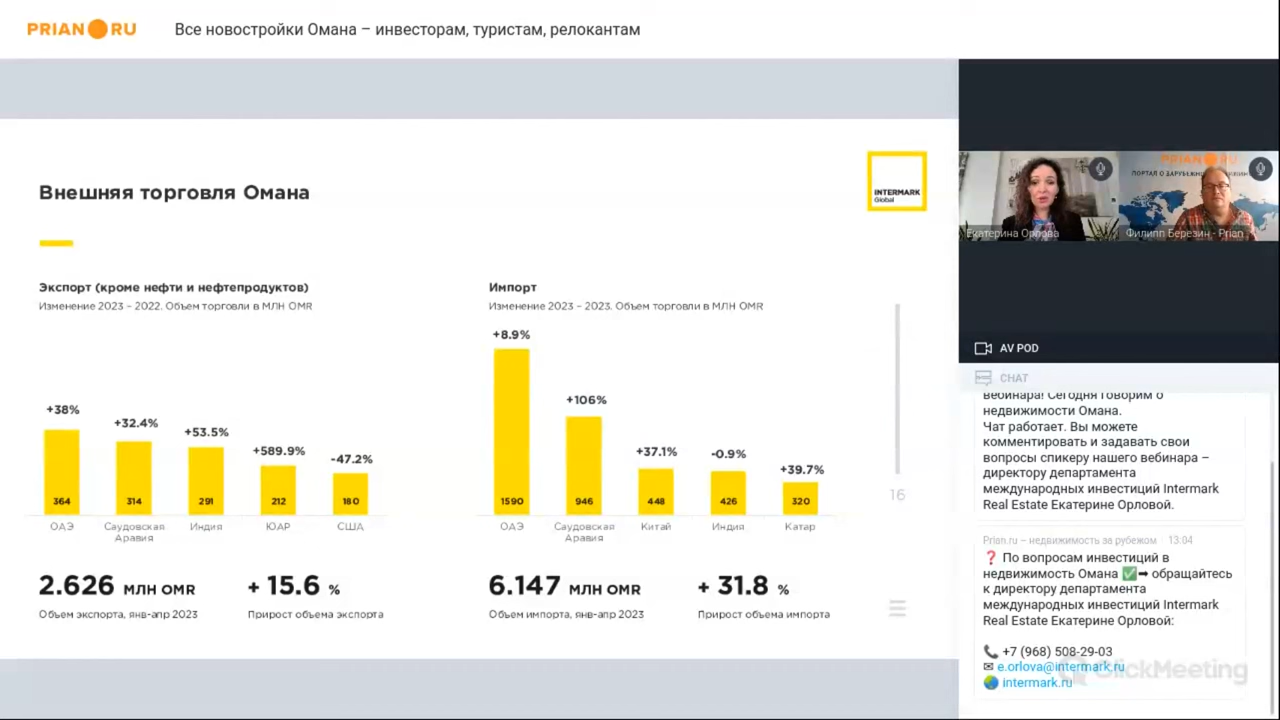 PRIAN RU
Все новостройки Омана – инвесторам, туристам, релокантам
Внешняя торговля Омана
INTERMARK
Global
Экспорт (кроме нефти и нефтепродуктов)
Изменение 2023 – 2022. Объем торговли в МЛН OMR
+38%
+32.4%
+53.5%
+589.9%
-47.2%
364
314
291
212
180
ОАЭ
Саудовская
Аравия
Индия
ЮАР
США
2.626 МЛН OMR
Объем экспорта, янв-апр 2023
+ 15.6 %
Прирост объема экспорта
Импорт
Изменение 2023 – 2023. Объем торговли в МЛН OMR
+8.9%
+106%
+37.1%
-0.9%
+39.7%
1590
946
448
426
320
ОАЭ
Саудовская
Аравия
Китай
Индия
Катар
6.147 МЛН OMR
Объем импорта, янв-апр 2023
+ 31.8 %
Прирост объема импорта
16
PRIAN RU
Екатерина Орлова
Филипп Березин - Prian
AV POD
CHAT
вебинара! Сегодня говорим о
недвижимости Омана.
Чат работает. Вы можете
комментировать и задавать свои
вопросы спикеру нашего вебинара –
директору департамента
международных инвестиций Intermark
Real Estate Екатерине Орловой.
Prian.ru – недвижимость за рубежом 13:04
❓ По вопросам инвестиций в
недвижимость Омана ✅➡ обращайтесь
к директору департамента
международных инвестиций Intermark
Real Estate Екатерине Орловой:
📞 +7 (968) 508-29-03
✉ e.orlova@intermark.ru
🌏 intermark.ru
ClickMeeting